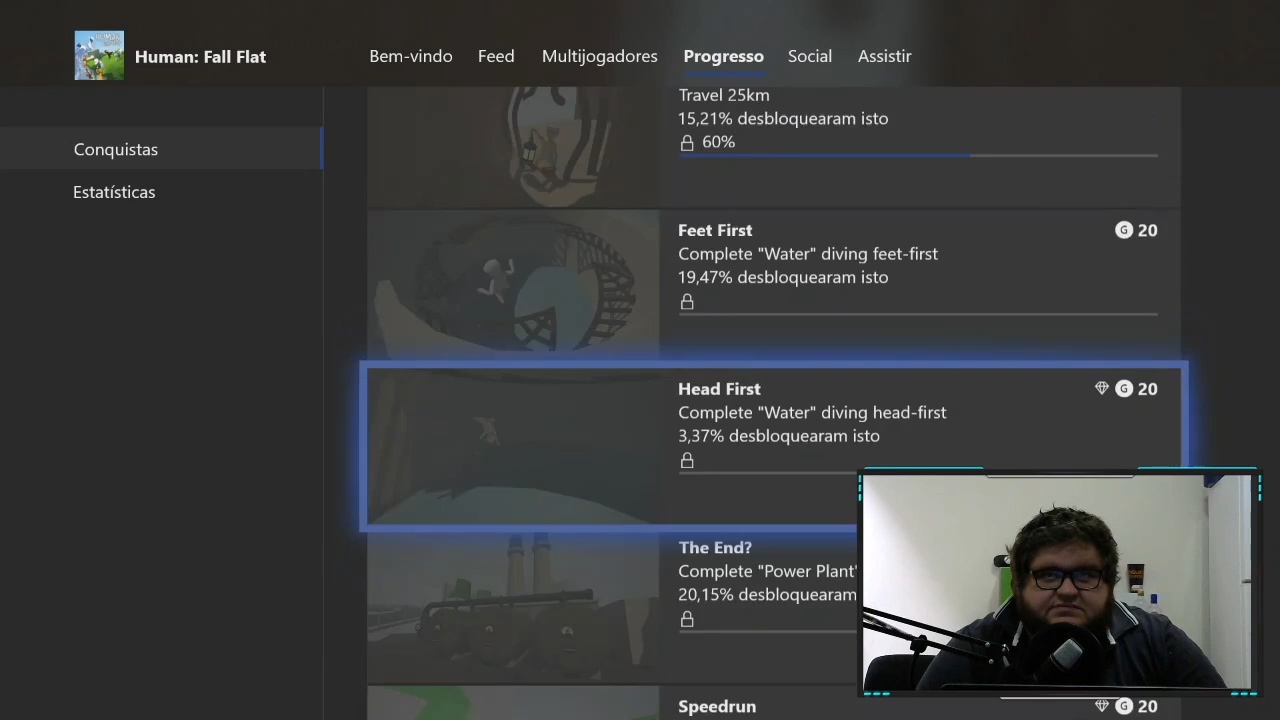 Human: Fall Flat
Bem-vindo
Feed
Multijogadores
Progresso
Social
Assistir
Conquistas
Estatísticas
Travel 25km
15,21% desbloquearam isto
60%
Feet First
G 20
Complete "Water" diving feet-first
19,47% desbloquearam isto
Head First
G 20
Complete "Water" diving head-first
3,37% desbloquearam isto
The End?
Complete "Power Plant"
20,15% desbloquearam
Speedrun
G 20